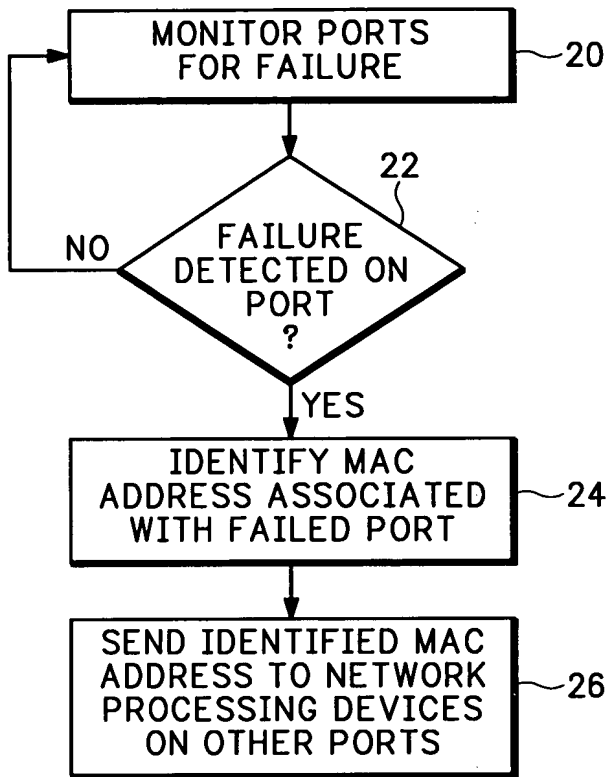 MONITOR PORTS
FOR FAILURE
20
22
FAILURE
DETECTED ON
PORT
?
NO
YES
IDENTIFY MAC
ADDRESS ASSOCIATED
WITH FAILED PORT
24
SEND IDENTIFIED MAC
ADDRESS TO NETWORK
PROCESSING DEVICES
ON OTHER PORTS
26